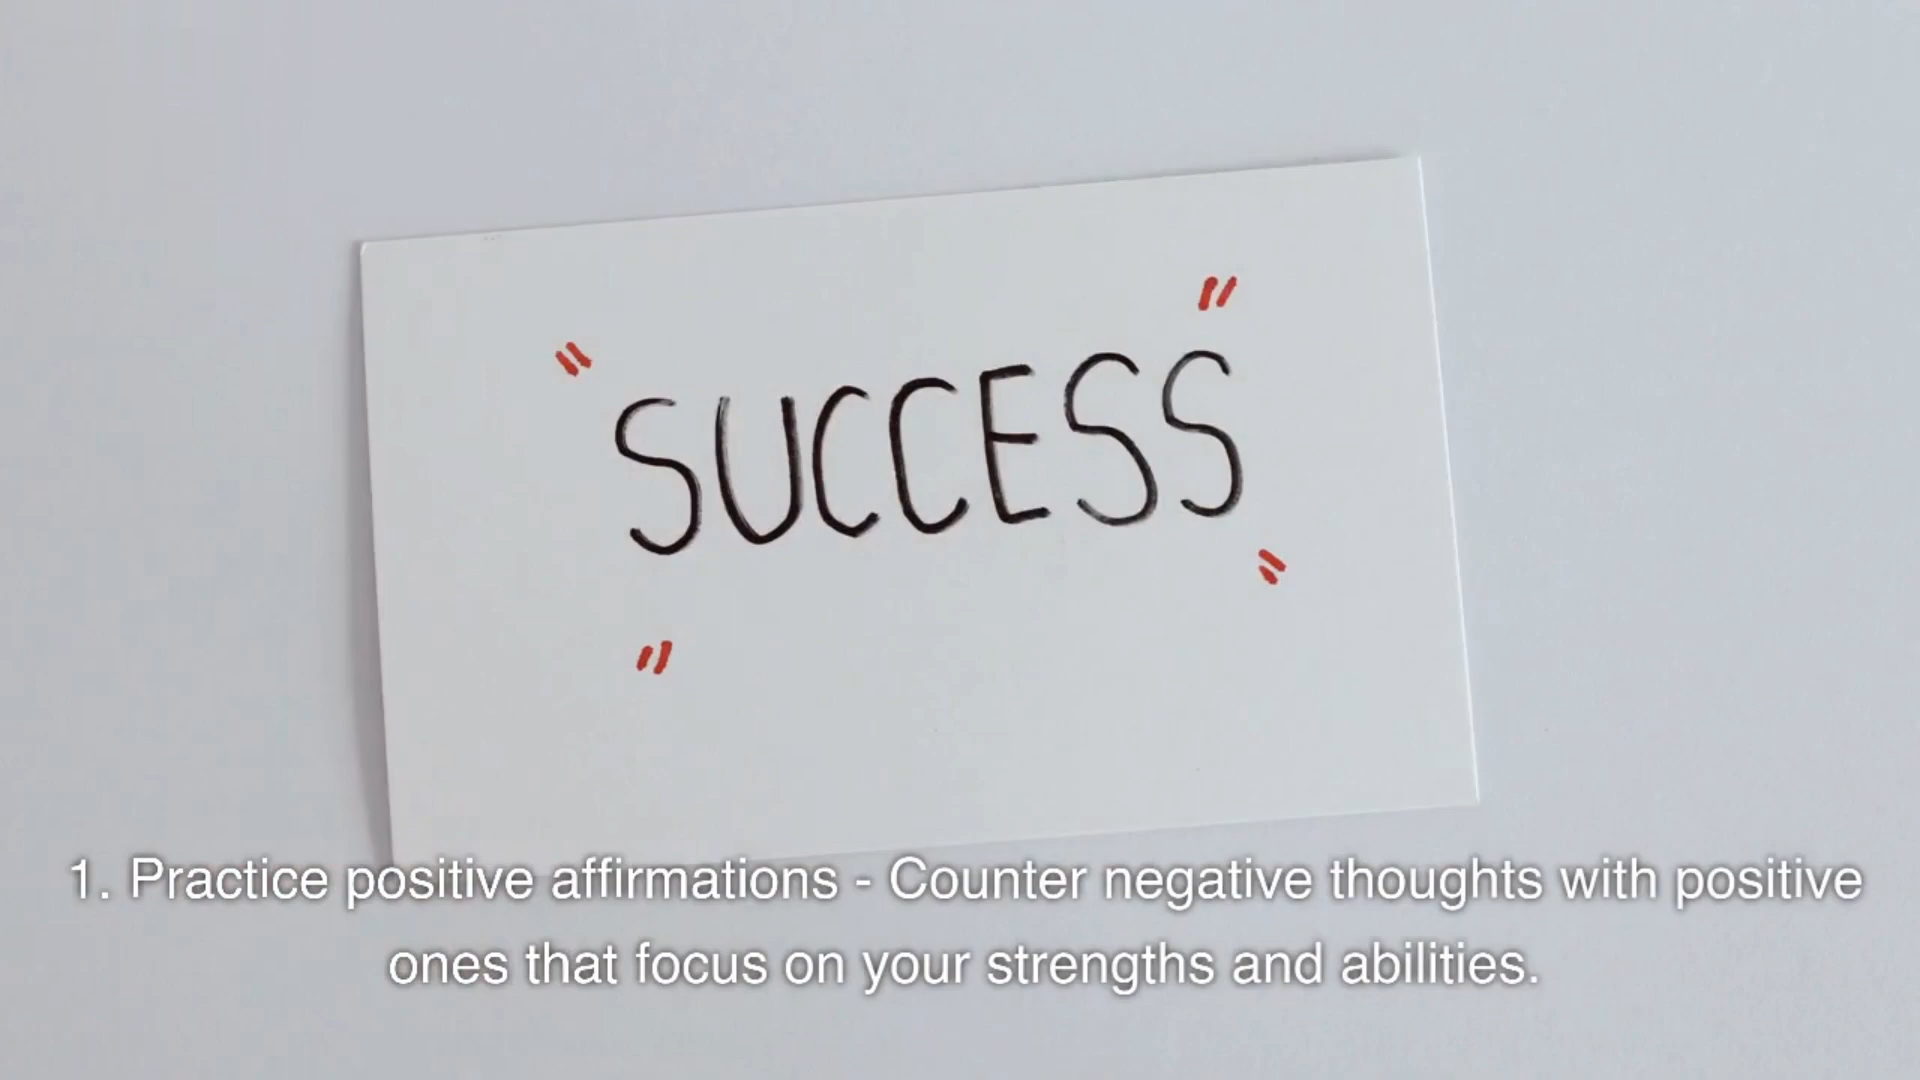 SUCCESS
1. Practice positive affirmations - Counter negative thoughts with positive
ones that focus on your strengths and abilities.